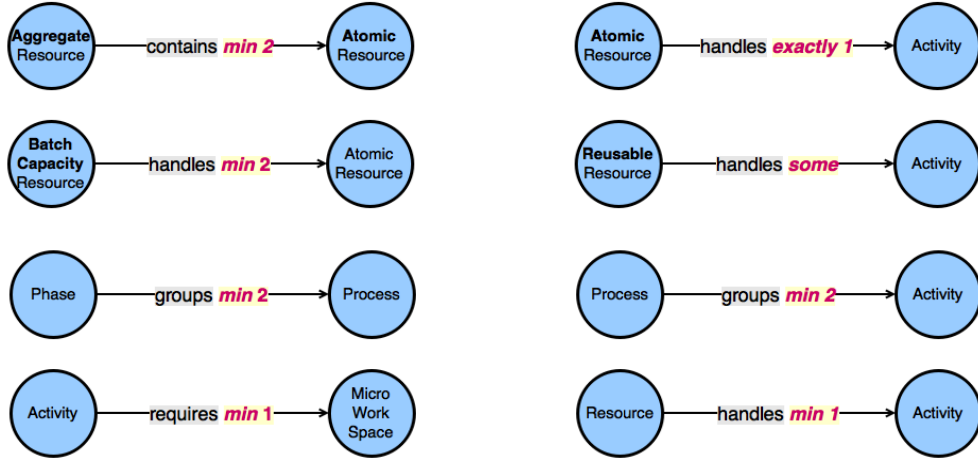 Aggregate
Resource
contains min 2
Atomic
Resource
Atomic
Resource
handles exactly 1
Activity
Batch
Capacity
Resource
handles min 2
Atomic
Resource
Reusable
Resource
handles some
Activity
Phase
groups min 2
Process
Process
groups min 2
Activity
Activity
requires min 1
Micro
Work
Space
Resource
handles min 1
Activity